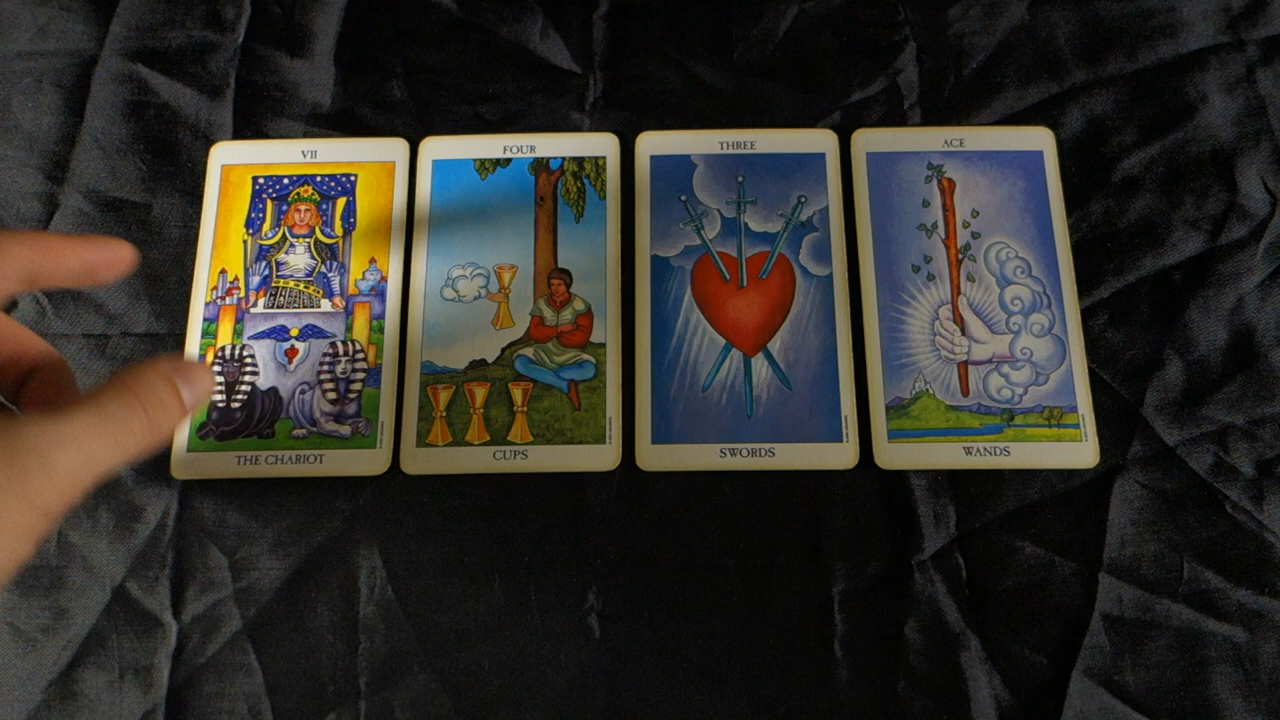 VII
THE CHARIOT
FOUR
CUPS
THREE
SWORDS
ACE
WANDS